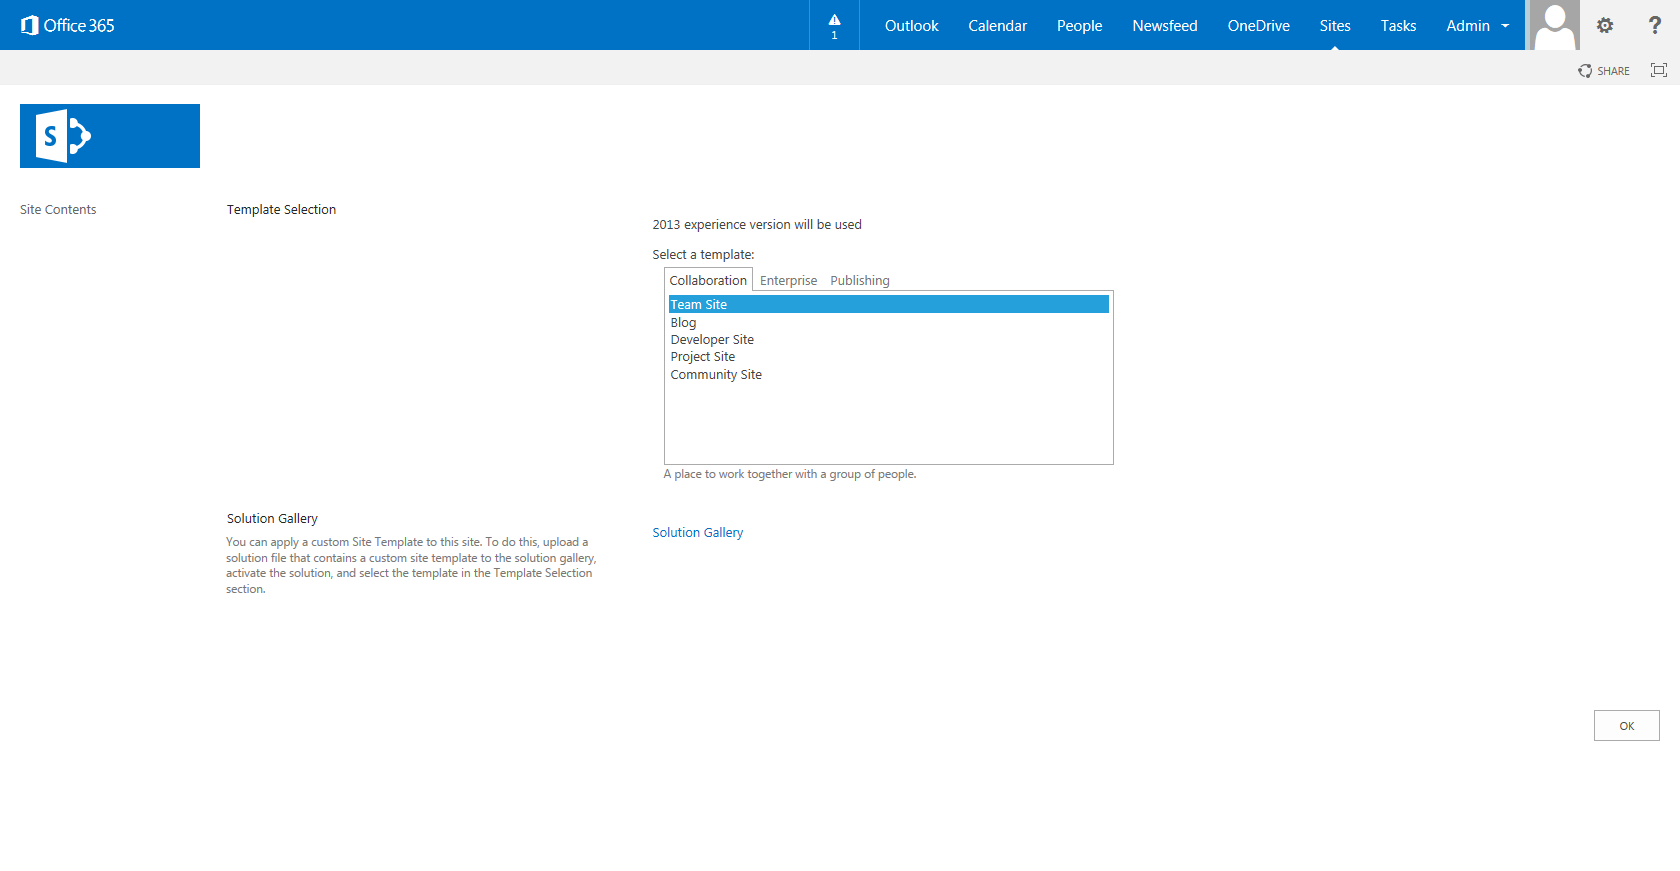 Office 365
1
Outlook Calendar People Newsfeed OneDrive Sites Tasks Admin ?
SHARE
S
Site Contents
Template Selection
2013 experience version will be used
Select a template:
Collaboration Enterprise Publishing
Team Site
Blog
Developer Site
Project Site
Community Site
A place to work together with a group of people.
Solution Gallery
You can apply a custom Site Template to this site. To do this, upload a
solution file that contains a custom site template to the solution gallery,
activate the solution, and select the template in the Template Selection
section.
Solution Gallery
OK